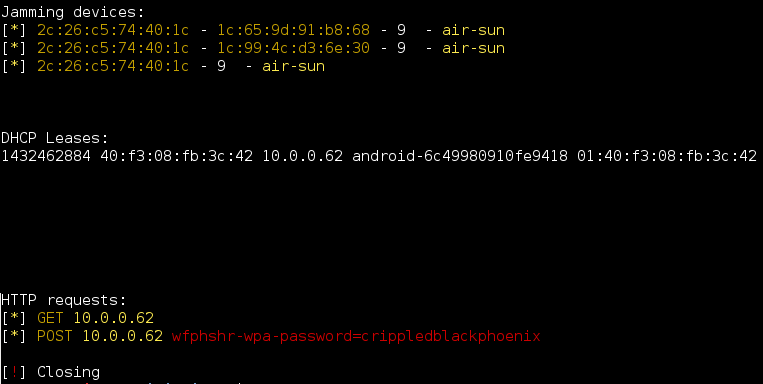 Jamming devices:
[*] 2c:26:c5:74:40:1c - 1c:65:9d:91:b8:68 - 9  - air-sun
[*] 2c:26:c5:74:40:1c - 1c:99:4c:d3:6e:30 - 9  - air-sun
[*] 2c:26:c5:74:40:1c - 9  - air-sun
DHCP Leases:
1432462884 40:f3:08:fb:3c:42 10.0.0.62 android-6c49980910fe9418 01:40:f3:08:fb:3c:42
HTTP requests:
[*] GET 10.0.0.62
[*] POST 10.0.0.62 wfphshr-wpa-password=crippledblackphoenix
[!] Closing